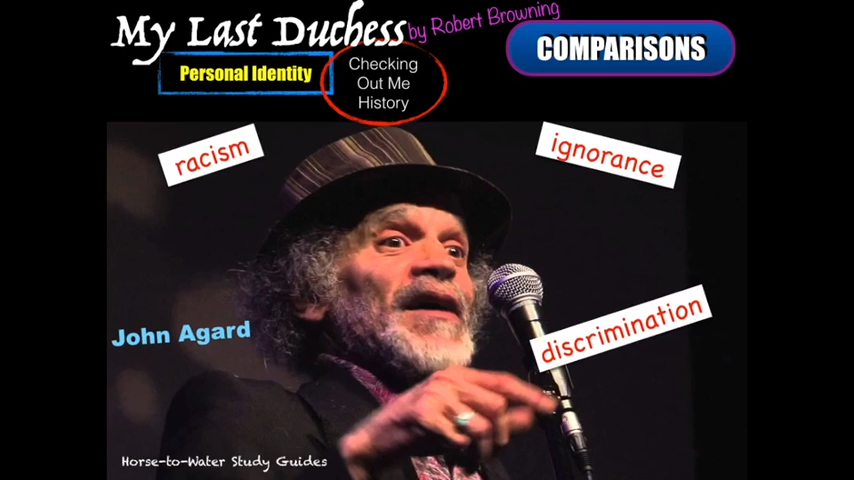 My Last Duchess by Robert Browning
COMPARISONS
Personal Identity
Checking
Out Me
History
racism
ignorance
John Agard
discrimination
Horse-to-Water Study Guides